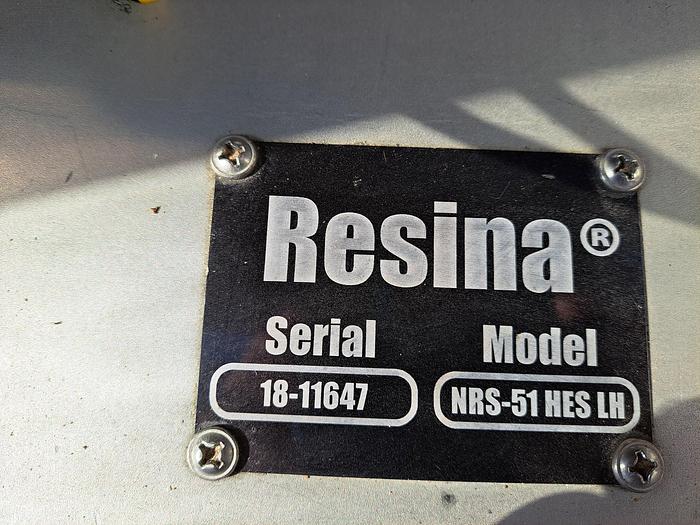 Resina®
Serial Model
18-11647 NRS-51 HES LH